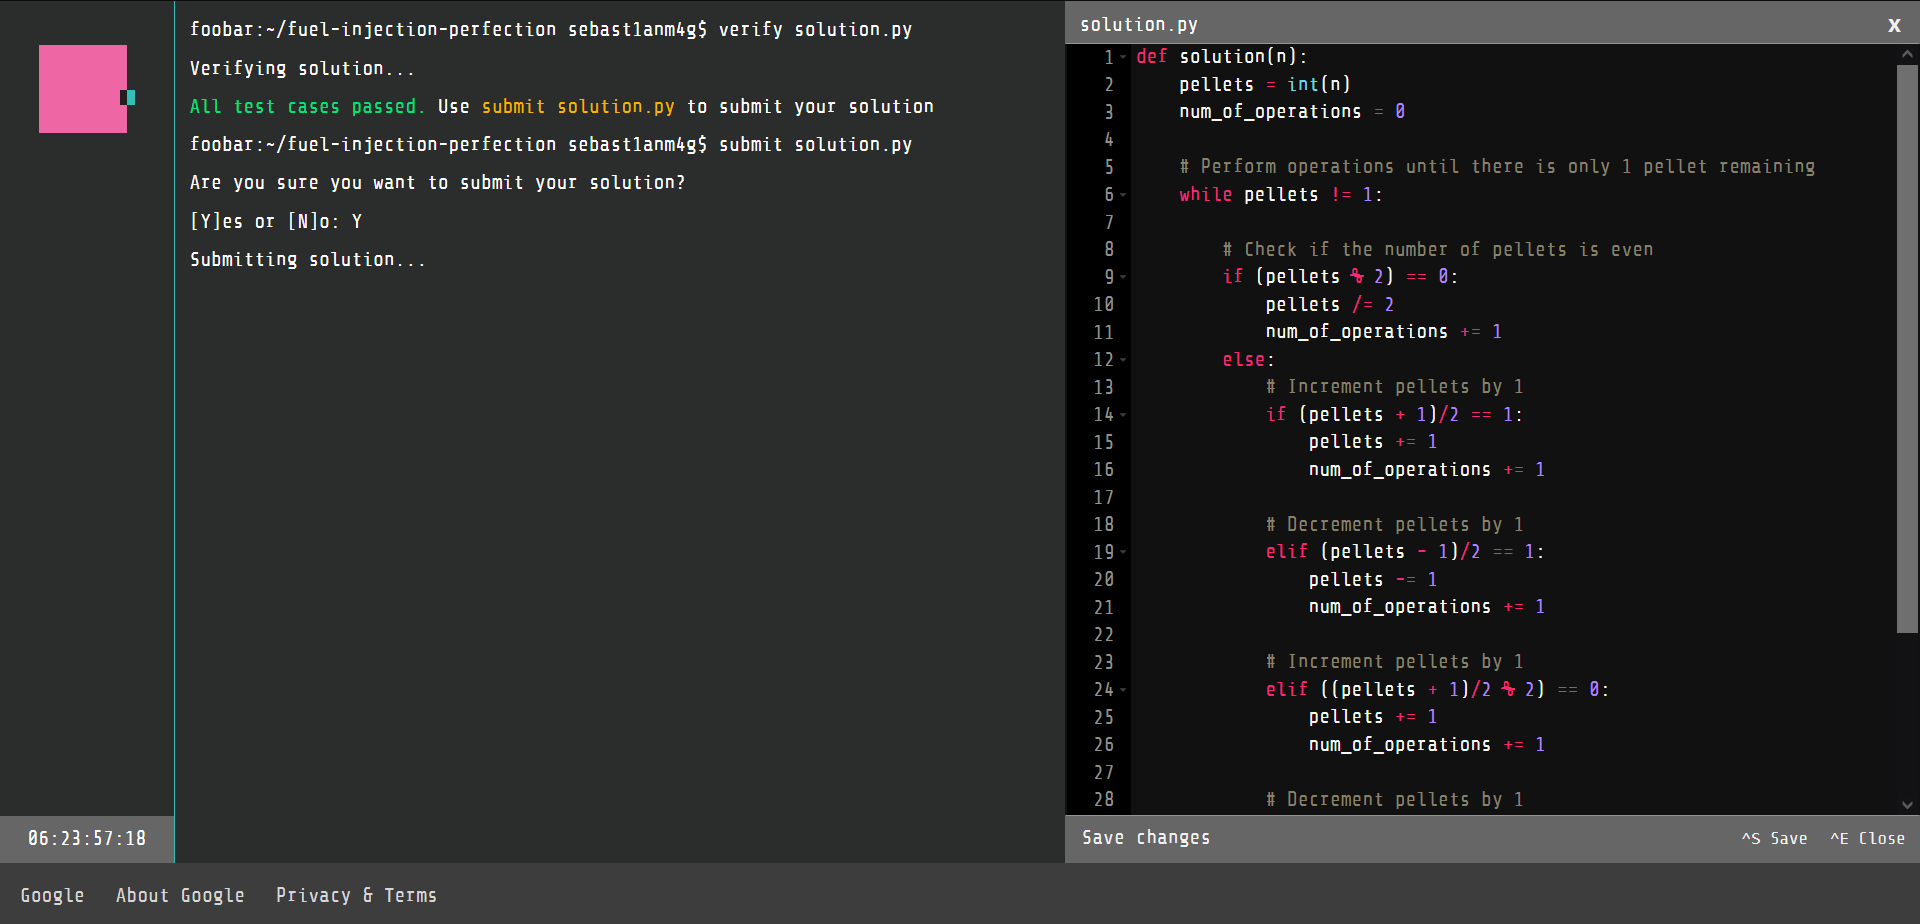 foobar:~/fuel-injection-perfection sebast1anm4g$ verify solution.py
Verifying solution...
All test cases passed. Use submit solution.py to submit your solution
foobar:~/fuel-injection-perfection sebast1anm4g$ submit solution.py
Are you sure you want to submit your solution?
[Y]es or [N]o: Y
Submitting solution...
06:23:57:18
solution.py X
1 def solution(n):
2     pellets = int(n)
3     num_of_operations = 0
4
5     # Perform operations until there is only 1 pellet remaining
6     while pellets != 1:
7
8         # Check if the number of pellets is even
9         if (pellets % 2) == 0:
10             pellets /= 2
11             num_of_operations += 1
12         else:
13             # Increment pellets by 1
14             if (pellets + 1)/2 == 1:
15                 pellets += 1
16                 num_of_operations += 1
17
18             # Decrement pellets by 1
19             elif (pellets - 1)/2 == 1:
20                 pellets -= 1
21                 num_of_operations += 1
22
23             # Increment pellets by 1
24             elif ((pellets + 1)/2 % 2) == 0:
25                 pellets += 1
26                 num_of_operations += 1
27
28             # Decrement pellets by 1
Save changes ^S Save ^E Close
Google About Google Privacy & Terms